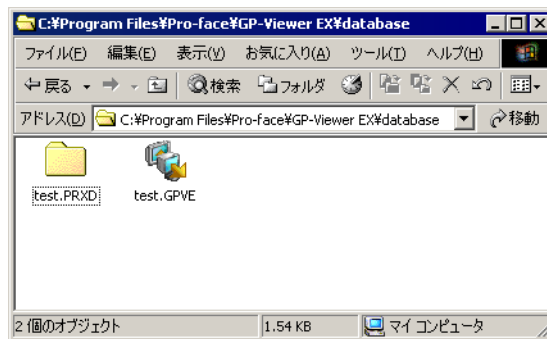 C:¥Program Files¥Pro-face¥GP-Viewer EX¥database
ファイル(F) 編集(E) 表示(V) お気に入り(A) ツール(T) ヘルプ(H)
戻る 検索 フォルダ
アドレス(D) C:¥Program Files¥Pro-face¥GP-Viewer EX¥database 移動
test.PRXD test.GPVE
2 個のオブジェクト 1.54 KB マイ コンピュータ